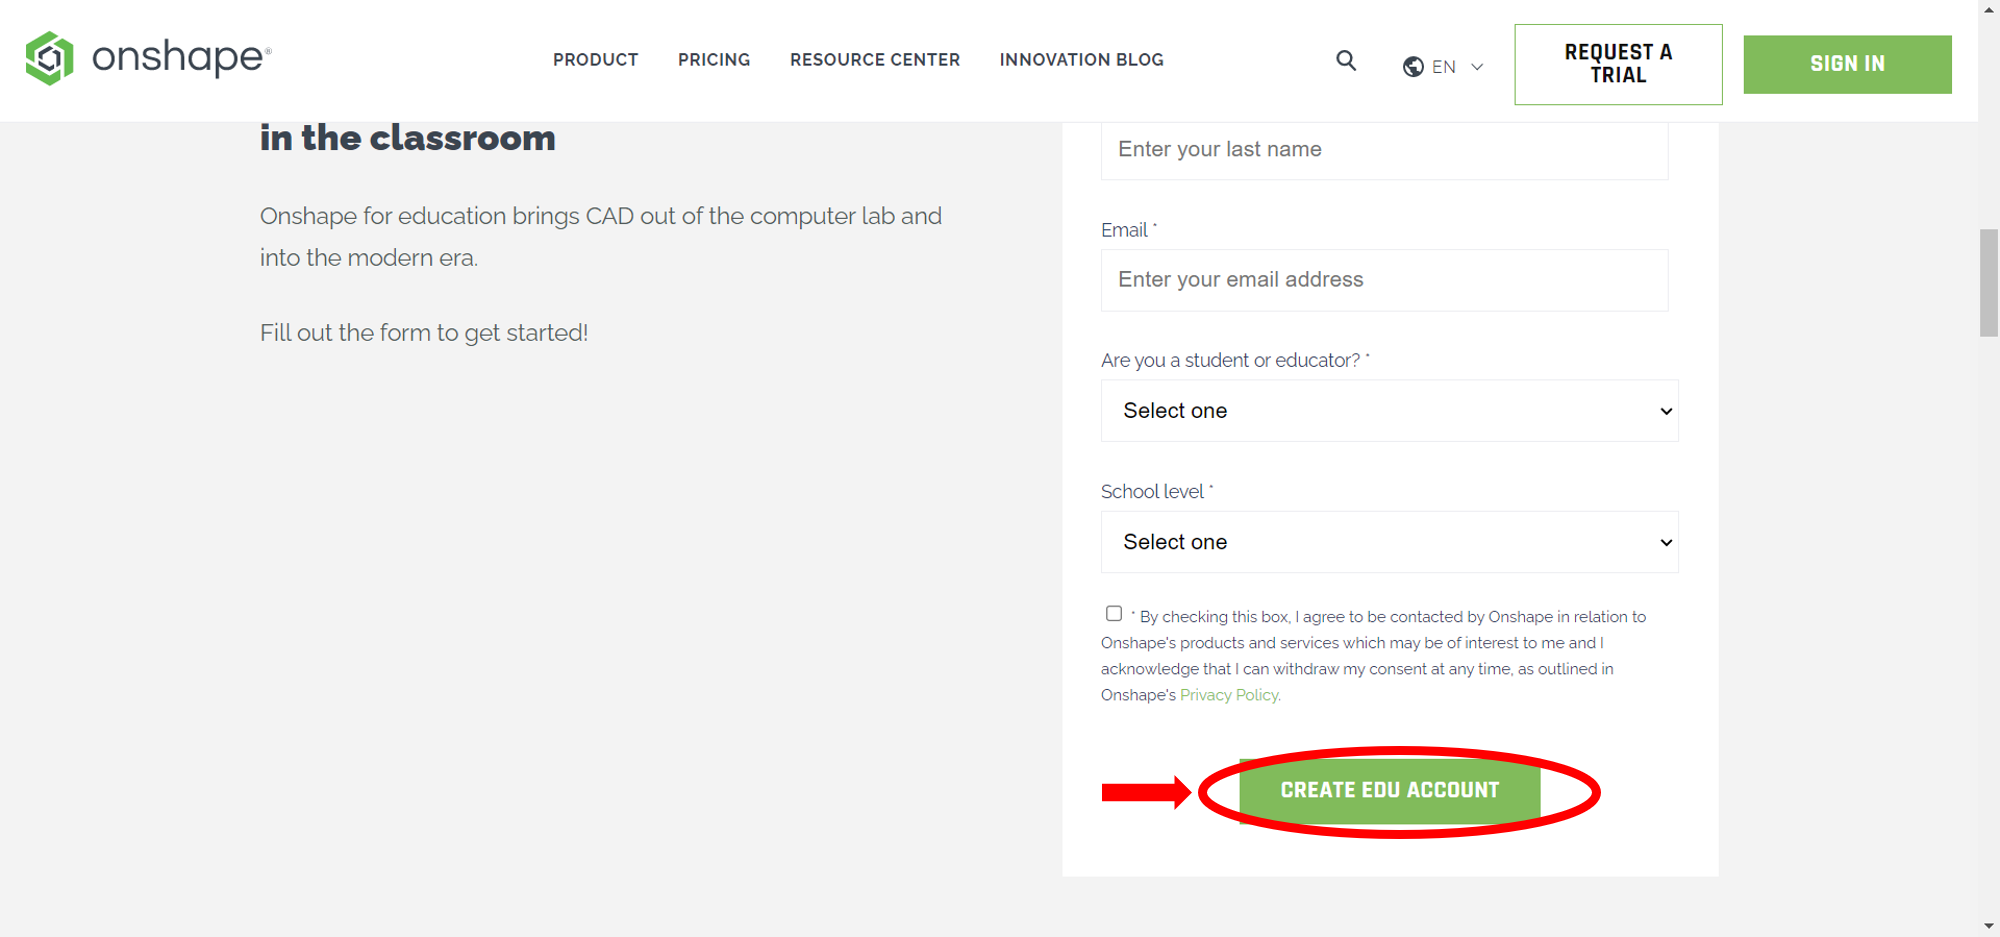 onshape®
PRODUCT
PRICING
RESOURCE CENTER
INNOVATION BLOG
EN
REQUEST A
TRIAL
SIGN IN
in the classroom
Onshape for education brings CAD out of the computer lab and
into the modern era.
Fill out the form to get started!
Enter your last name
Email *
Enter your email address
Are you a student or educator? *
Select one
School level *
Select one
* By checking this box, I agree to be contacted by Onshape in relation to
Onshape's products and services which may be of interest to me and I
acknowledge that I can withdraw my consent at any time, as outlined in
Onshape's Privacy Policy.
CREATE EDU ACCOUNT